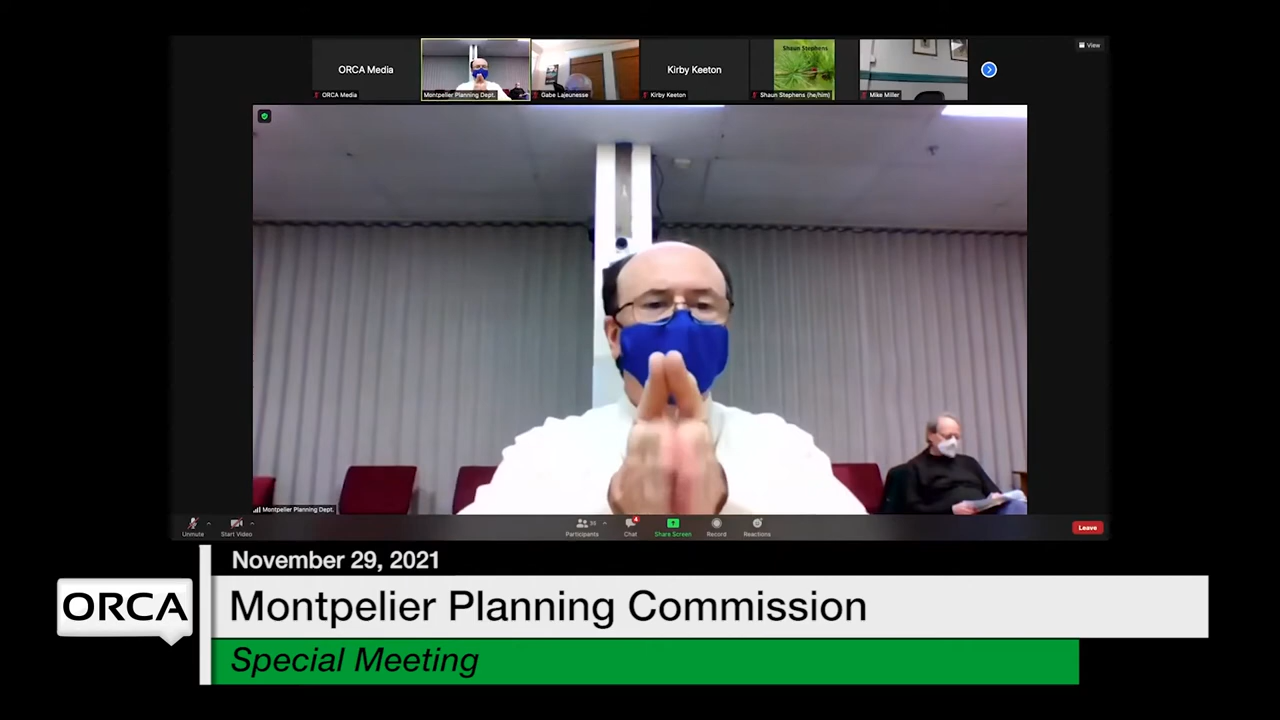 View
ORCA Media
Kirby Keeton
Shaun Stephens
ORCA Media
Montpelier Planning Dept.
Gabe Lajeunesse
Kirby Keeton
Shaun Stephens (he/him)
Mike Miller
Montpelier Planning Dept.
Unmute
Start Video
Participants
Chat
4
Share Screen
Record
Reactions
Leave
November 29, 2021
ORCA
Montpelier Planning Commission
Special Meeting